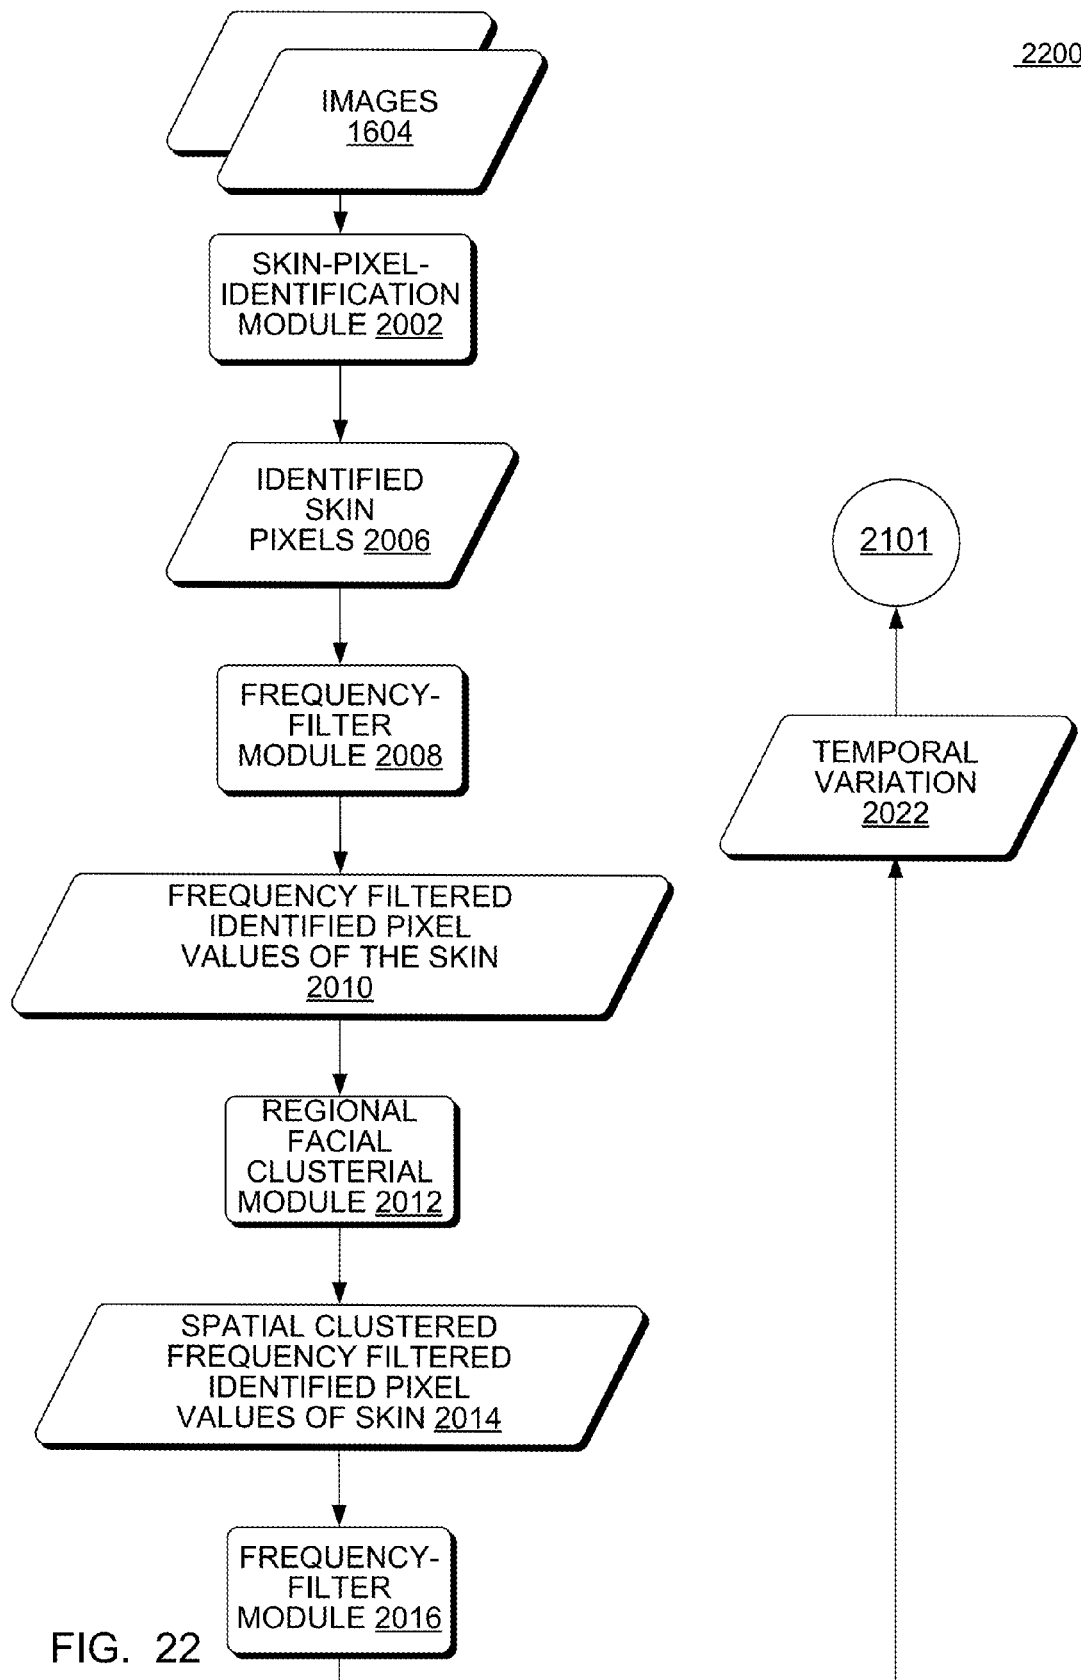 2200
IMAGES
1604
SKIN-PIXEL-
IDENTIFICATION
MODULE 2002
IDENTIFIED
SKIN
PIXELS 2006
FREQUENCY-
FILTER
MODULE 2008
FREQUENCY FILTERED
IDENTIFIED PIXEL
VALUES OF THE SKIN
2010
REGIONAL
FACIAL
CLUSTERIAL
MODULE 2012
SPATIAL CLUSTERED
FREQUENCY FILTERED
IDENTIFIED PIXEL
VALUES OF SKIN 2014
FREQUENCY-
FILTER
MODULE 2016
2101
TEMPORAL
VARIATION
2022
FIG. 22